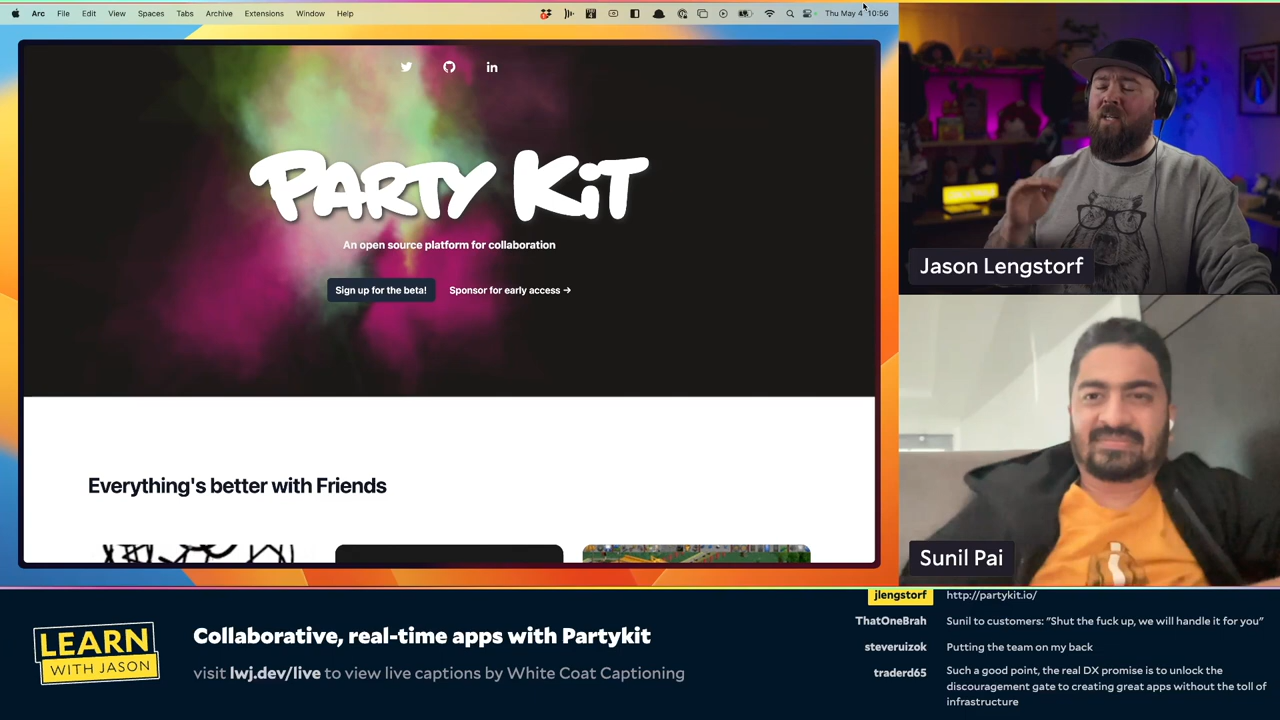 Arc File Edit View Spaces Tabs Archive Extensions Window Help Thu May 4 10:56
PARTY KiT
An open source platform for collaboration
Sign up for the beta! Sponsor for early access →
Everything's better with Friends
Jason Lengstorf
Sunil Pai
LEARN
WITH JASON
Collaborative, real-time apps with Partykit
visit lwj.dev/live to view live captions by White Coat Captioning
jlengstorf http://partykit.io/
ThatOneBrah Sunil to customers: "Shut the fuck up, we will handle it for you"
steveruizok Putting the team on my back
traderd65 Such a good point, the real DX promise is to unlock the
discouragement gate to creating great apps without the toll of
infrastructure